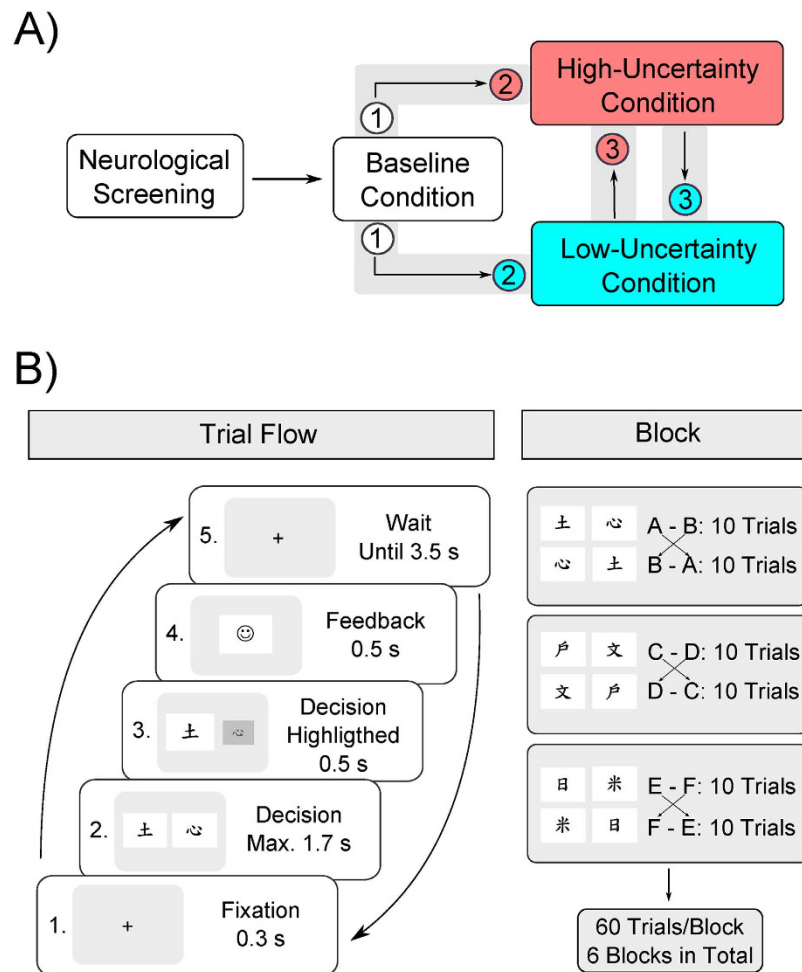 A)
Neurological
Screening
1
Baseline
Condition
1
2
High-Uncertainty
Condition
3
3
2
Low-Uncertainty
Condition
B)
Trial Flow
5.
+
Wait
Until 3.5 s
4.
☺
Feedback
0.5 s
3.
土 心
Decision
Highligthed
0.5 s
2.
土 心
Decision
Max. 1.7 s
1.
+
Fixation
0.3 s
Block
土 心 A - B: 10 Trials
心 土 B - A: 10 Trials
戶 文 C - D: 10 Trials
文 戶 D - C: 10 Trials
日 米 E - F: 10 Trials
米 日 F - E: 10 Trials
60 Trials/Block
6 Blocks in Total